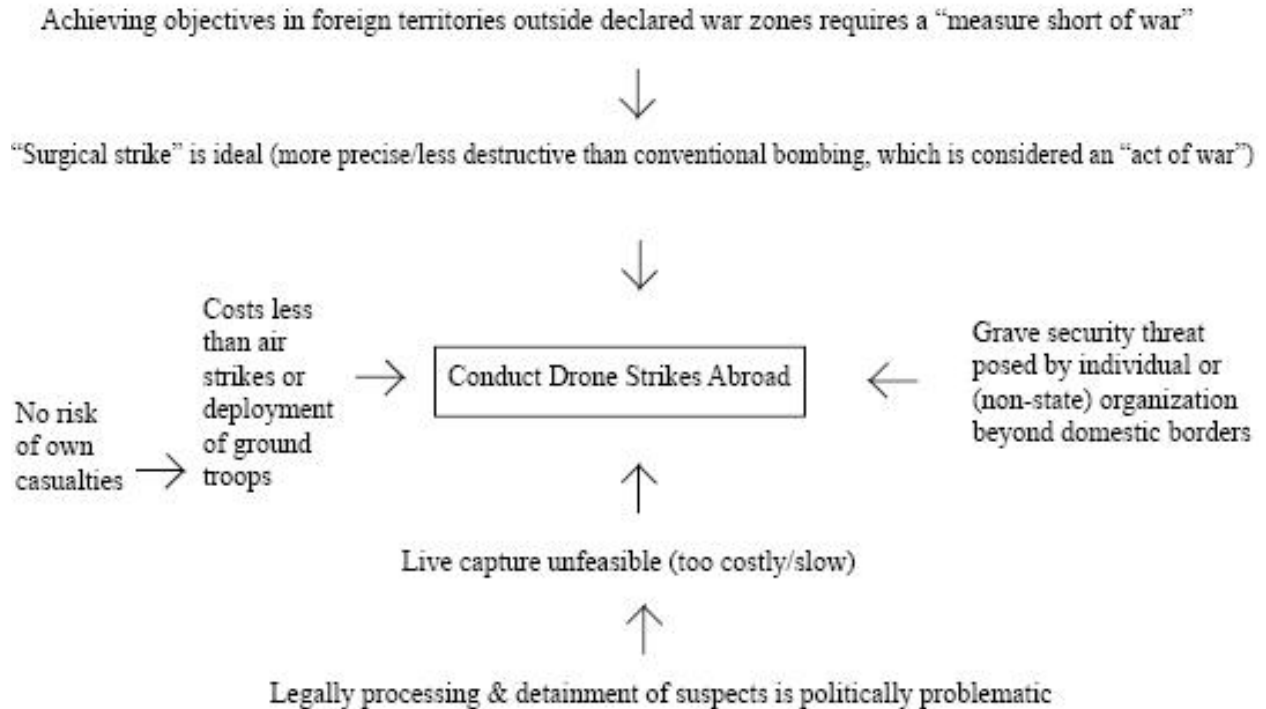 Achieving objectives in foreign territories outside declared war zones requires a “measure short of war”
“Surgical strike” is ideal (more precise/less destructive than conventional bombing, which is considered an “act of war”)
No risk
of own
casualties
Costs less
than air
strikes or
deployment
of ground
troops
Conduct Drone Strikes Abroad
Grave security threat
posed by individual or
(non-state) organization
beyond domestic borders
Live capture unfeasible (too costly/slow)
Legally processing & detainment of suspects is politically problematic